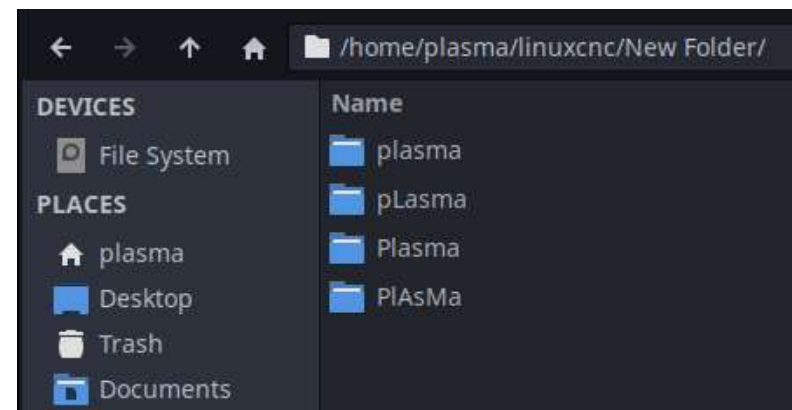 /home/plasma/linuxcnc/New Folder/
DEVICES
File System
PLACES
plasma
Desktop
Trash
Documents
Name
plasma
pLasma
Plasma
PlAsMa